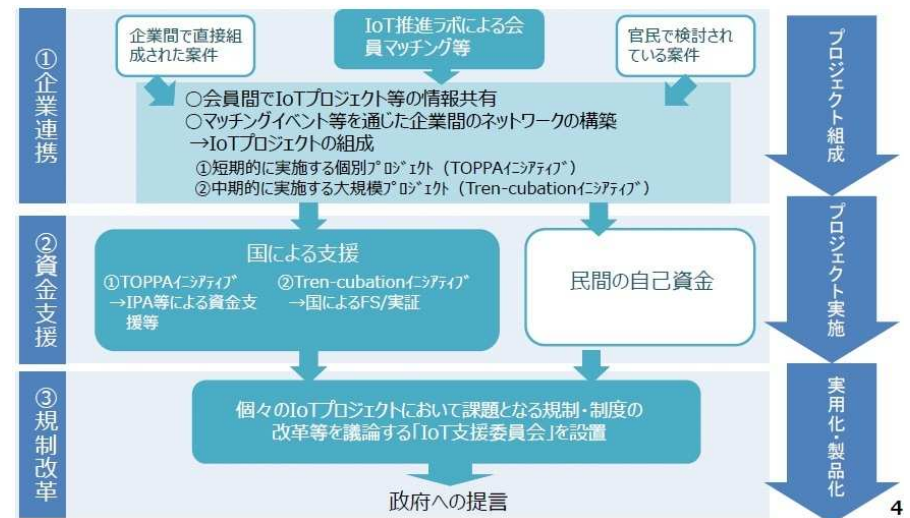 ①企業連携
企業間で直接組
成された案件
IoT推進ラボによる会
員マッチング等
官民で検討され
ている案件
○会員間でIoTプロジェクト等の情報共有
○マッチングイベント等を通じた企業間のネットワークの構築
→IoTプロジェクトの組成
①短期的に実施する個別ﾌﾟﾛｼﾞｪｸﾄ（TOPPAｲﾆｼｱﾃｨﾌﾞ）
②中期的に実施する大規模ﾌﾟﾛｼﾞｪｸﾄ（Tren-cubationｲﾆｼｱﾃｨﾌﾞ）
プロジェクト組成
②資金支援
国による支援
①TOPPAｲﾆｼｱﾃｨﾌﾞ
→IPA等による資金支
援等
②Tren-cubationｲﾆｼｱﾃｨﾌﾞ
→国によるFS/実証
民間の自己資金
プロジェクト実施
③規制改革
個々のIoTプロジェクトにおいて課題となる規制・制度の
改革等を議論する「IoT支援委員会」を設置
政府への提言
実用化・製品化
4